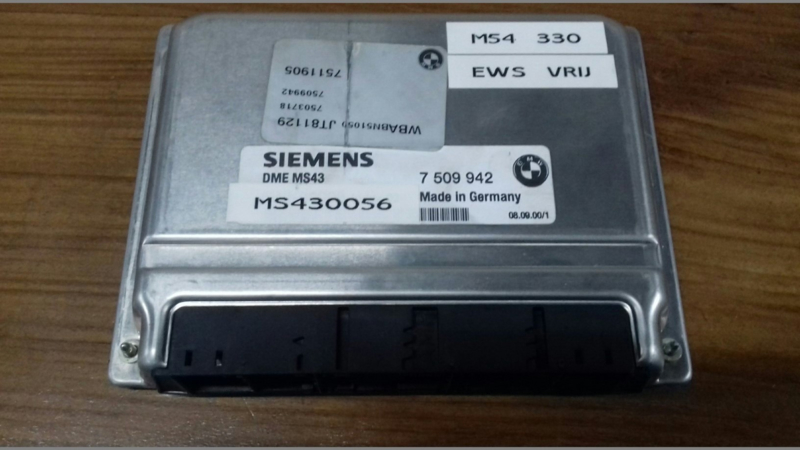 M54 330
EWS VRIJ
7511905
7509942
7503718
WBABN51050 JT81129
SIEMENS
DME MS43
7 509 942
Made in Germany
MS430056
08.09.00/1